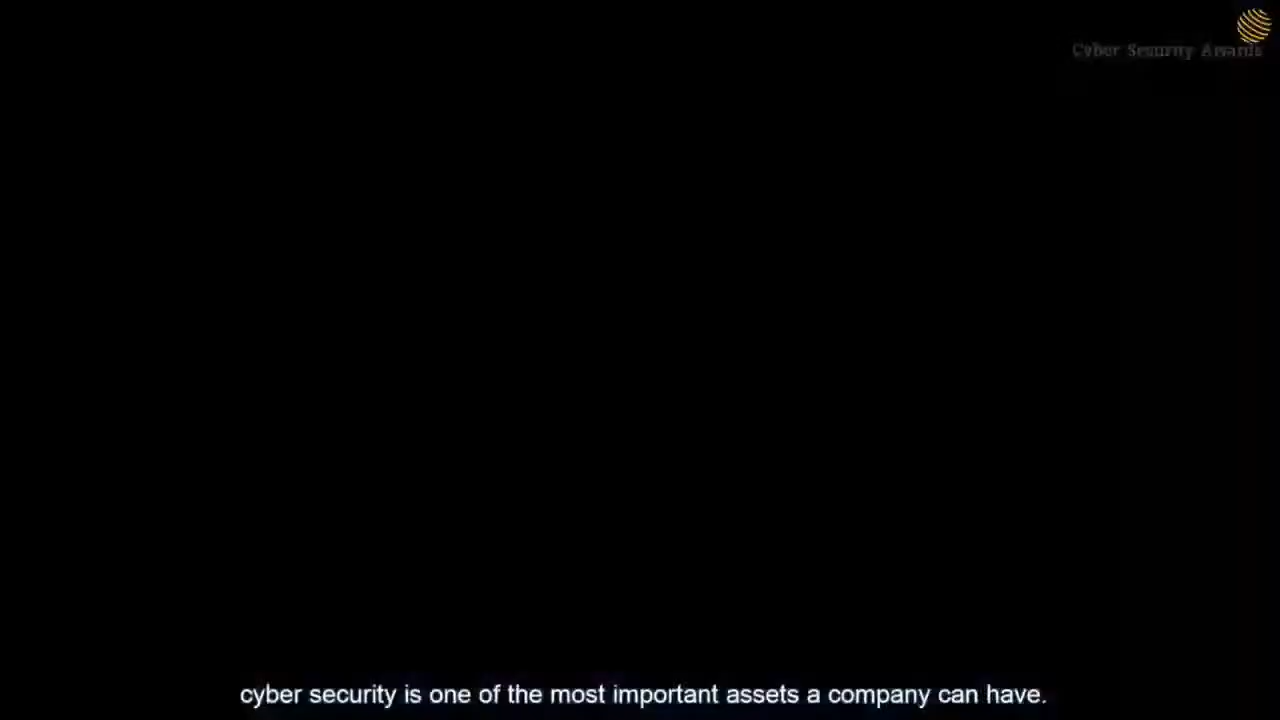 Cyber Security Awards
cyber security is one of the most important assets a company can have.